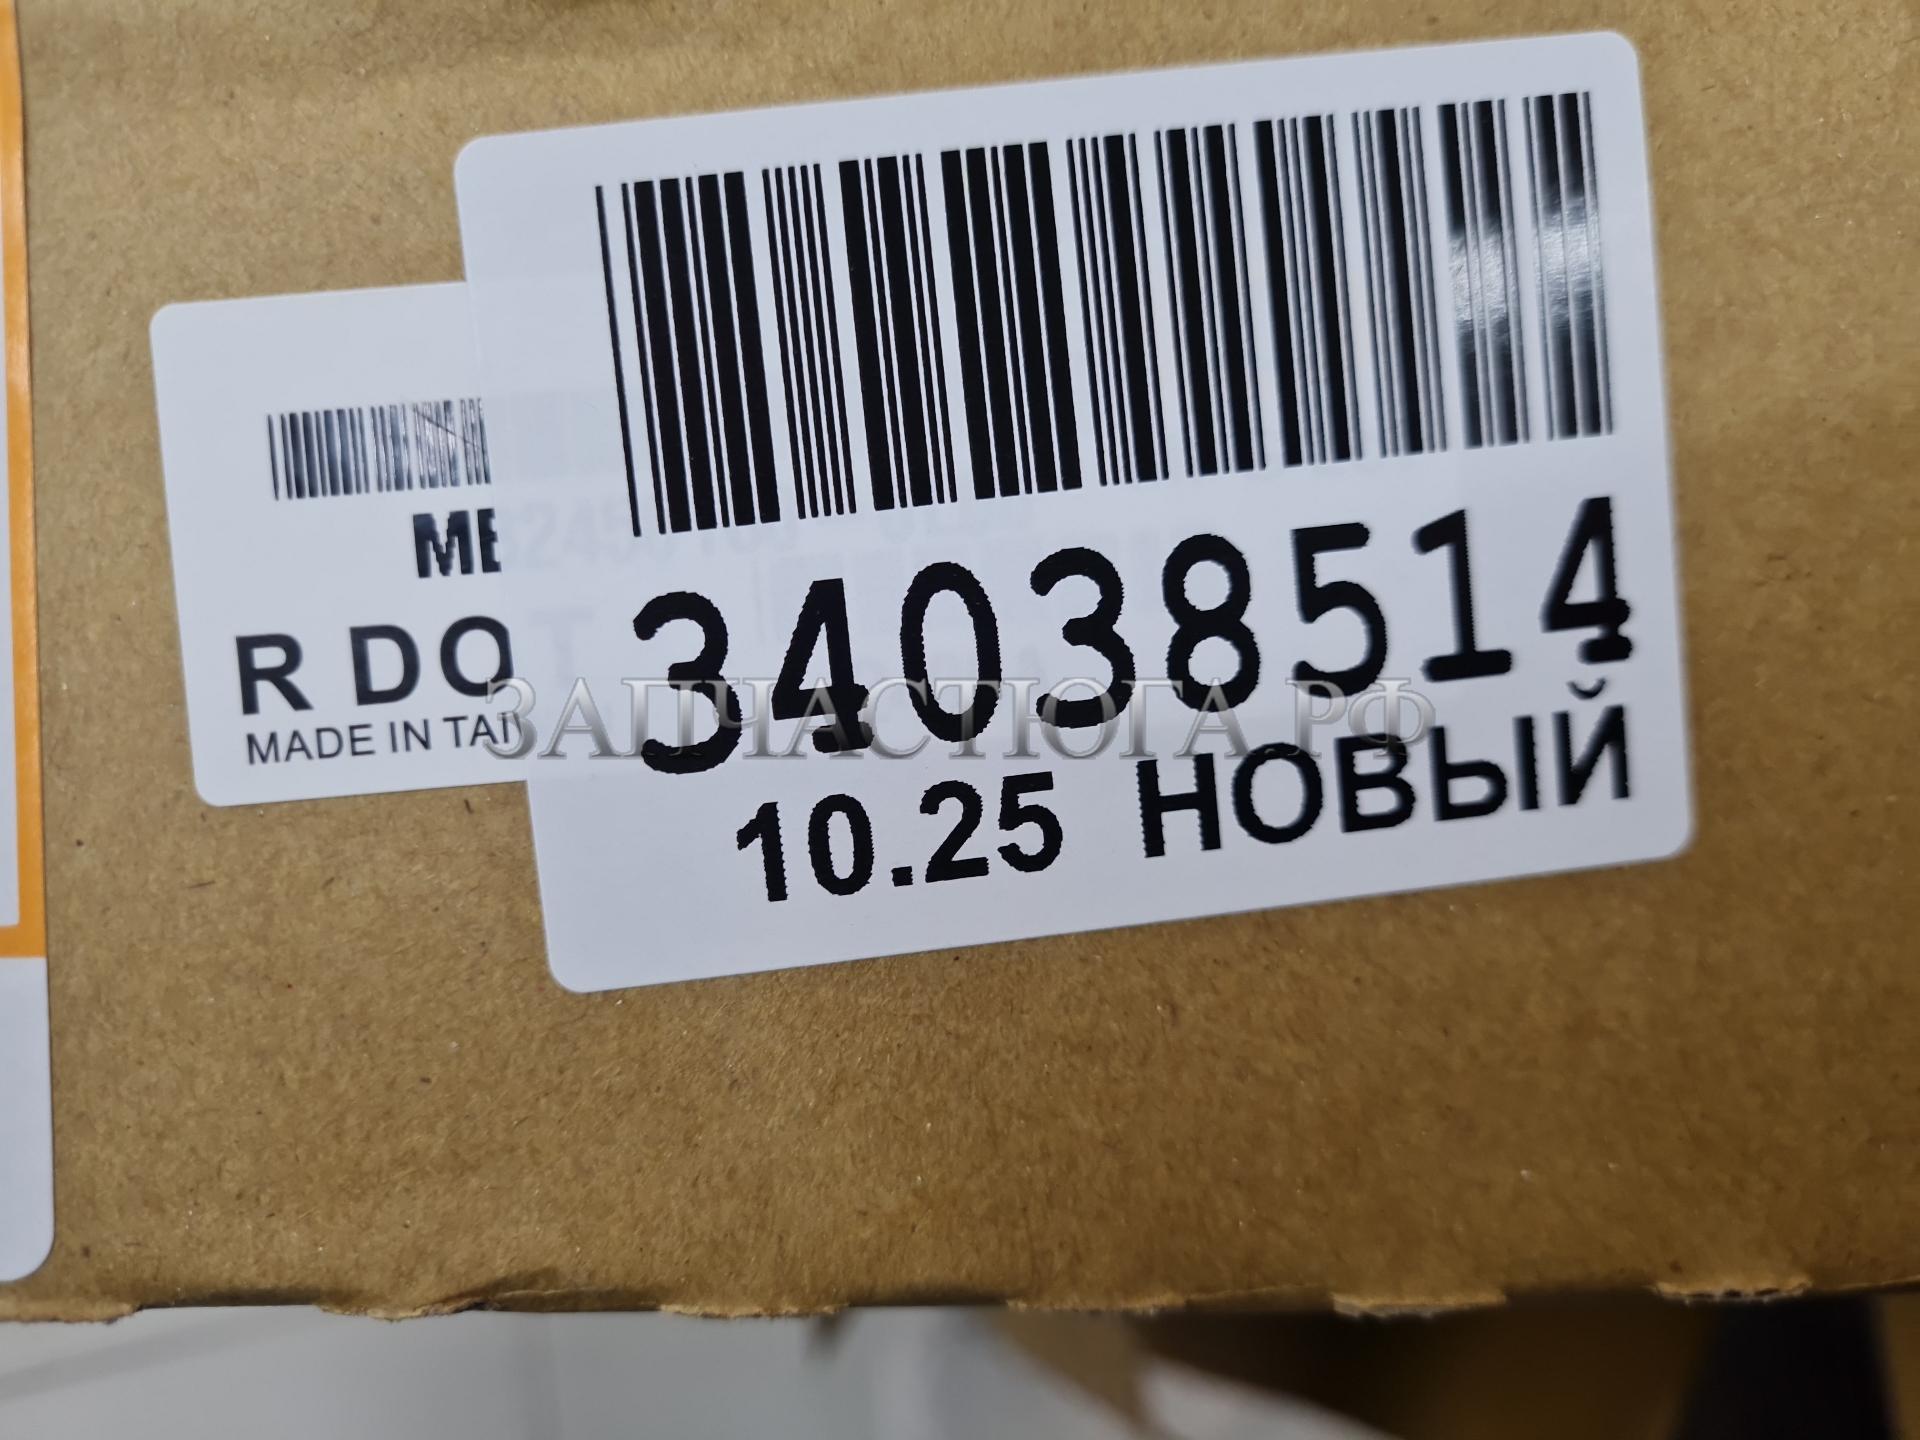 34038514
10.25 НОВЫЙ
ME
R DO
MADE IN TAI
ЗАПЧАСТЮГА.РФ